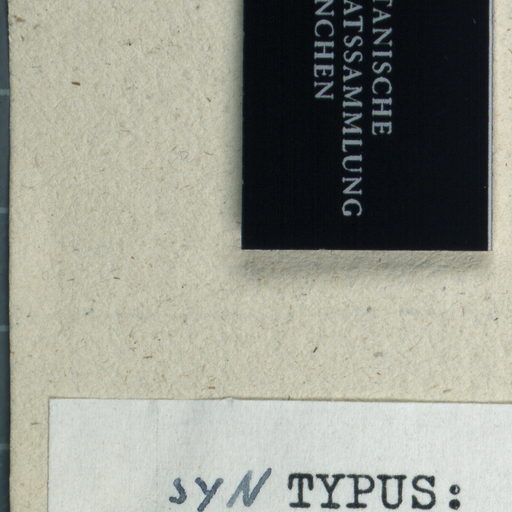 TANISCHE
ATSSAMMLUNG
NCHEN
syN TYPUS: